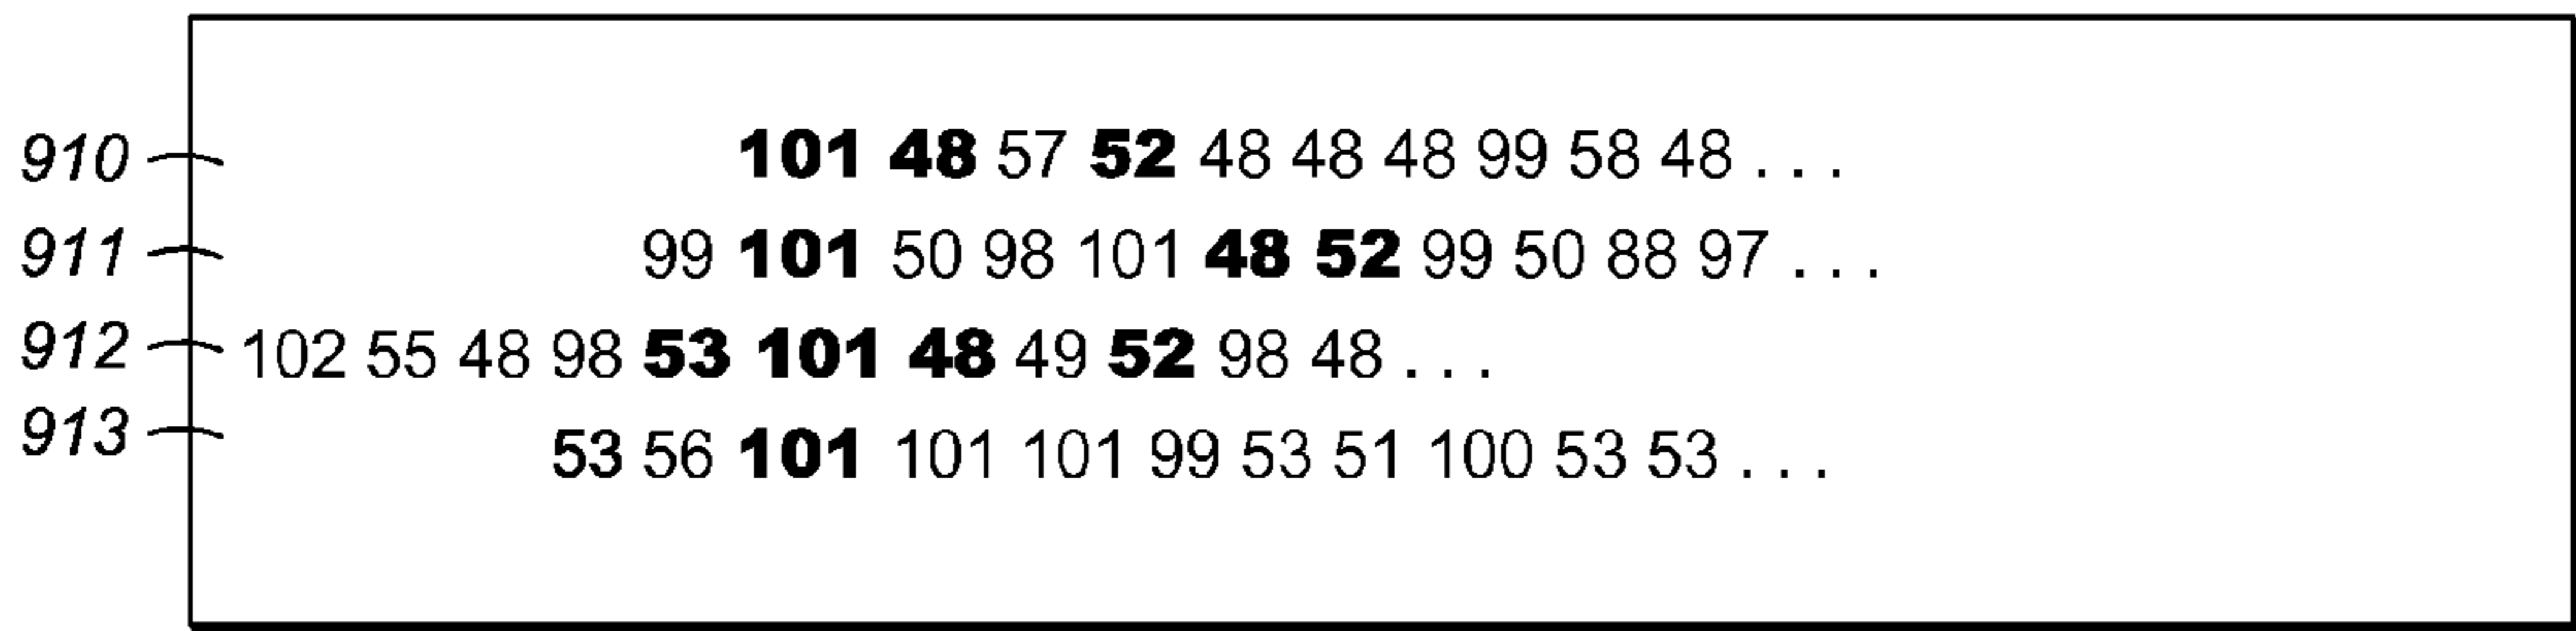 910 101 48 57 52 48 48 48 99 58 48 . . .
911 99 101 50 98 101 48 52 99 50 88 97 . . .
912 102 55 48 98 53 101 48 49 52 98 48 . . .
913 53 56 101 101 101 99 53 51 100 53 53 . . .